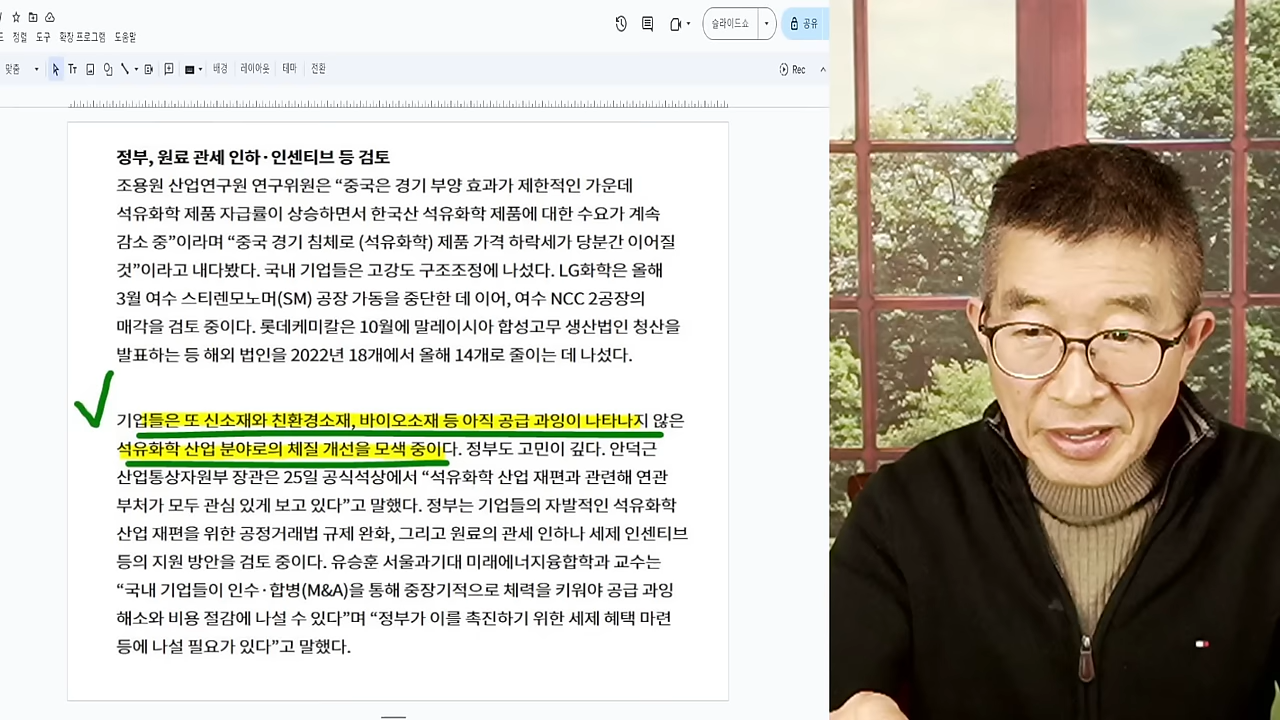 정렬 도구 확장 프로그램 도움말
슬라이드쇼
공유
맞춤
배경 레이아웃 테마 전환
Rec
정부, 원료 관세 인하·인센티브 등 검토
조용원 산업연구원 연구위원은 “중국은 경기 부양 효과가 제한적인 가운데
석유화학 제품 자급률이 상승하면서 한국산 석유화학 제품에 대한 수요가 계속
감소 중”이라며 “중국 경기 침체로 (석유화학) 제품 가격 하락세가 당분간 이어질
것”이라고 내다봤다. 국내 기업들은 고강도 구조조정에 나섰다. LG화학은 올해
3월 여수 스티렌모노머(SM) 공장 가동을 중단한 데 이어, 여수 NCC 2공장의
매각을 검토 중이다. 롯데케미칼은 10월에 말레이시아 합성고무 생산법인 청산을
발표하는 등 해외 법인을 2022년 18개에서 올해 14개로 줄이는 데 나섰다.
기업들은 또 신소재와 친환경소재, 바이오소재 등 아직 공급 과잉이 나타나지 않은
석유화학 산업 분야로의 체질 개선을 모색 중이다. 정부도 고민이 깊다. 안덕근
산업통상자원부 장관은 25일 공식석상에서 “석유화학 산업 재편과 관련해 연관
부처가 모두 관심 있게 보고 있다”고 말했다. 정부는 기업들의 자발적인 석유화학
산업 재편을 위한 공정거래법 규제 완화, 그리고 원료의 관세 인하나 세제 인센티브
등의 지원 방안을 검토 중이다. 유승훈 서울과기대 미래에너지융합학과 교수는
“국내 기업들이 인수·합병(M&A)을 통해 중장기적으로 체력을 키워야 공급 과잉
해소와 비용 절감에 나설 수 있다”며 “정부가 이를 촉진하기 위한 세제 혜택 마련
등에 나설 필요가 있다”고 말했다.